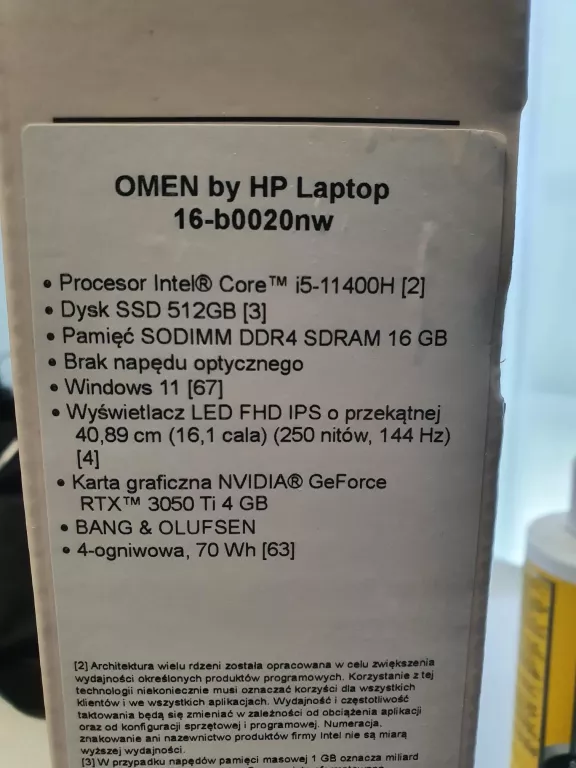 OMEN by HP Laptop
16-b0020nw
• Procesor Intel® Core™ i5-11400H [2]
• Dysk SSD 512GB [3]
• Pamięć SODIMM DDR4 SDRAM 16 GB
• Brak napędu optycznego
• Windows 11 [67]
• Wyświetlacz LED FHD IPS o przekątnej
40,89 cm (16,1 cala) (250 nitów, 144 Hz)
[4]
• Karta graficzna NVIDIA® GeForce
RTX™ 3050 Ti 4 GB
• BANG & OLUFSEN
• 4-ogniwowa, 70 Wh [63]
[2] Architektura wielu rdzeni została opracowana w celu zwiększenia
wydajności określonych produktów programowych. Korzystanie z tej
technologii niekoniecznie musi oznaczać korzyści dla wszystkich
klientów i we wszystkich aplikacjach. Wydajność i częstotliwość
taktowania będą się zmieniać w zależności od obciążenia aplikacji
oraz od konfiguracji sprzętowej i programowej. Numeracja,
znakowanie ani nazewnictwo produktów firmy Intel nie są miarą
wyższej wydajności.
[3] W przypadku napędów pamięci masowej 1 GB oznacza miliard